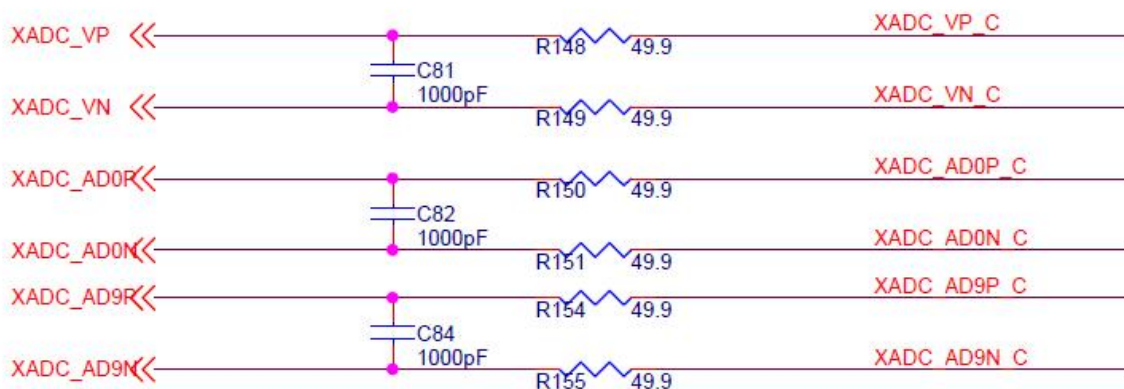 XADC_VP R148 49.9 XADC_VP_C
C81
1000pF
XADC_VN R149 49.9 XADC_VN_C
XADC_AD0P R150 49.9 XADC_AD0P_C
C82
1000pF
XADC_AD0N R151 49.9 XADC_AD0N_C
XADC_AD9P R154 49.9 XADC_AD9P_C
C84
1000pF
XADC_AD9N R155 49.9 XADC_AD9N_C